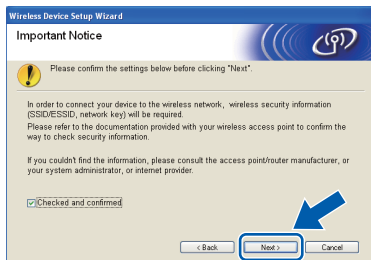 Wireless Device Setup Wizard
Important Notice
Please confirm the settings below before clicking "Next".
In order to connect your device to the wireless network, wireless security information
(SSID/ESSID, network key) will be required.
Please refer to the documentation provided with your wireless access point to confirm the
way to check security information.
If you couldn't find the information, please consult the access point/router manufacturer, or
your system administrator, or internet provider.
Checked and confirmed
< Back
Next >
Cancel